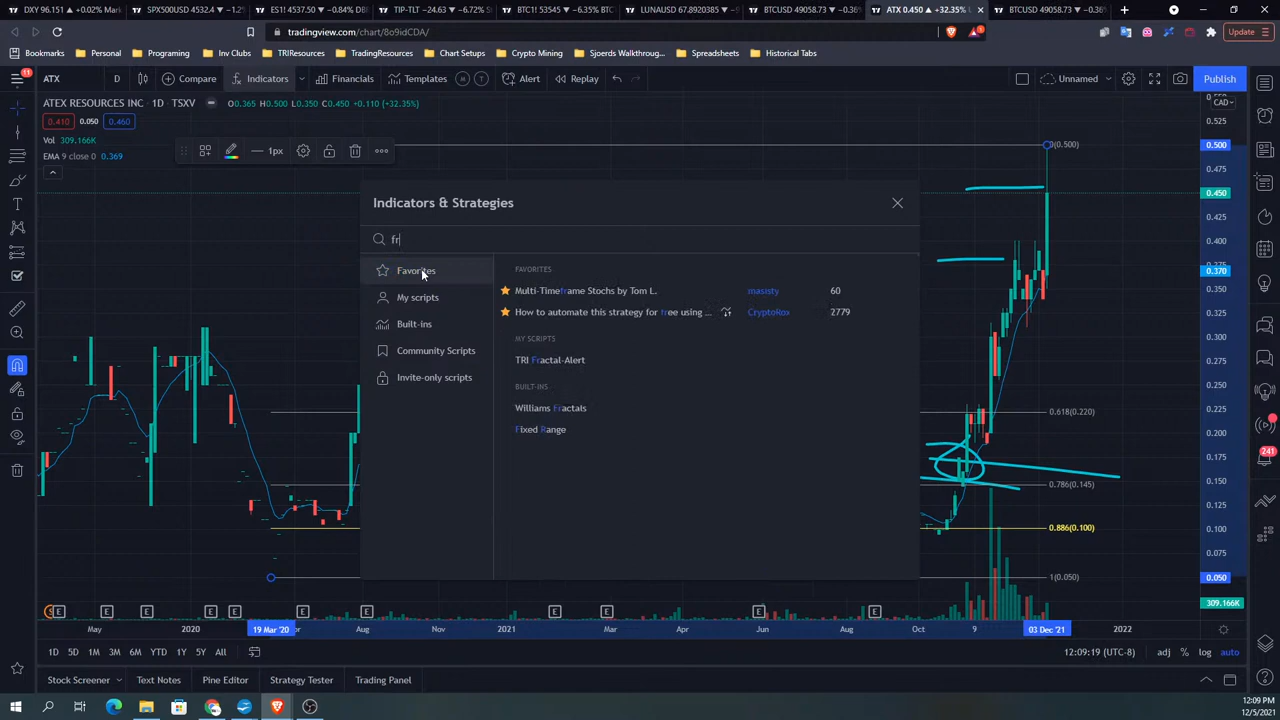 DXY 96.151 ▲ +0.02% Mark
SPX500USD 4532.4 ▼ −1.2
ES1! 4537.50 ▼ −0.84% DBF
TIP-TLT −24.63 ▼ −6.72% S
BTC1! 53545 ▼ −6.35% BTC
LUNAUSD 67.8920385 ▲
BTCUSD 49058.73 ▼ −0.36%
ATX 0.450 ▲ +32.35% U
BTCUSD 49058.73 ▼ −0.36%
tradingview.com/chart/8o9idCDA/
Update
Bookmarks
Personal
Programing
Inv Clubs
TRIResources
TradingResources
Chart Setups
Crypto Mining
Sjoerds Walkthroug...
Spreadsheets
Historical Tabs
11
ATX
D
Compare
Indicators
Financials
Templates
H
T
Alert
Replay
Unnamed
Publish
ATEX RESOURCES INC • 1D • TSXV
O0.365 H0.500 L0.350 C0.450 +0.110 (+32.35%)
CAD
0.410
0.050
0.460
Vol 309.166K
EMA 9 close 0 0.369
1px
0(0.500)
Indicators & Strategies
fr
Favorites
My scripts
Built-ins
Community Scripts
Invite-only scripts
FAVORITES
Multi-Timeframe Stochs by Tom L.
masisty
60
How to automate this strategy for free using ...
CryptoRox
2779
MY SCRIPTS
TRI Fractal-Alert
BUILT-INS
Williams Fractals
Fixed Range
0.618(0.220)
0.786(0.145)
0.886(0.100)
1(0.050)
0.525
0.500
0.475
0.450
0.425
0.400
0.370
0.350
0.325
0.300
0.275
0.250
0.225
0.200
0.175
0.150
0.125
0.100
0.075
0.050
309.166K
241
E
E
E
E
E
E
E
E
E
E
E
May
2020
19 Mar '20
Aug
Nov
2021
Mar
Apr
Jun
Aug
Oct
9
03 Dec '21
2022
1D
5D
1M
3M
6M
YTD
1Y
5Y
All
12:09:19 (UTC-8)
adj
%
log
auto
Stock Screener
Text Notes
Pine Editor
Strategy Tester
Trading Panel
12:09 PM
12/5/2021